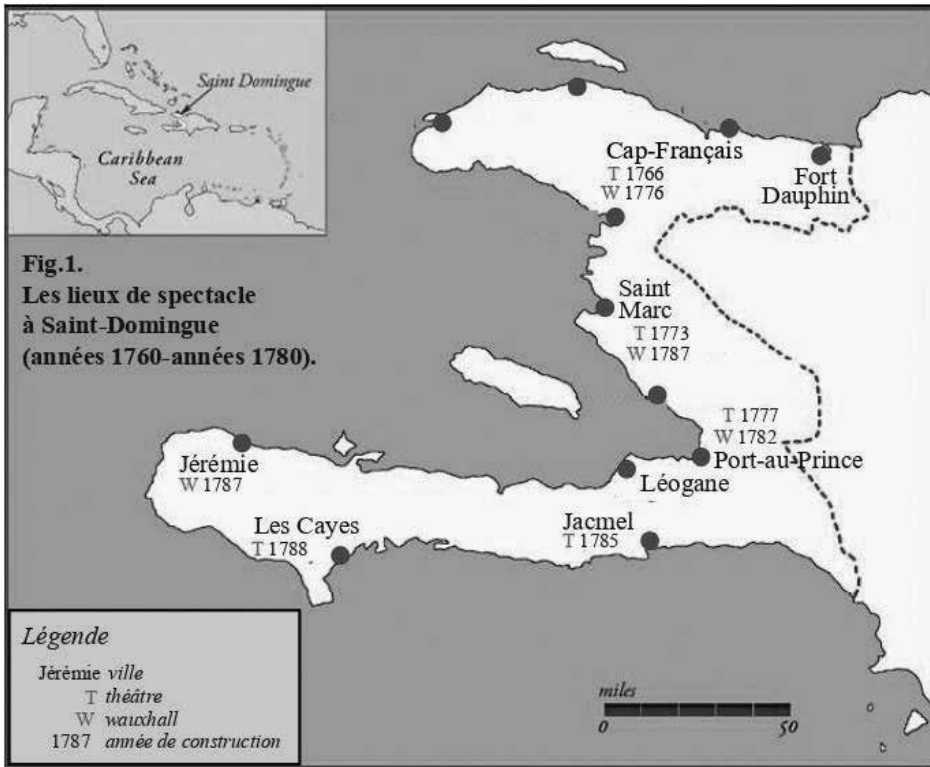 Saint Domingue
Caribbean
Sea
Fig.1.
Les lieux de spectacle
à Saint-Domingue
(années 1760-années 1780).
Cap-Français
T 1766
W 1776
Fort
Dauphin
Saint
Marc
T 1773
W 1787
T 1777
W 1782
Port-au-Prince
Léogane
Jérémie
W 1787
Les Cayes
T 1788
Jacmel
T 1785
Légende
Jérémie ville
T théâtre
W wauxhall
1787 année de construction
miles
0 50